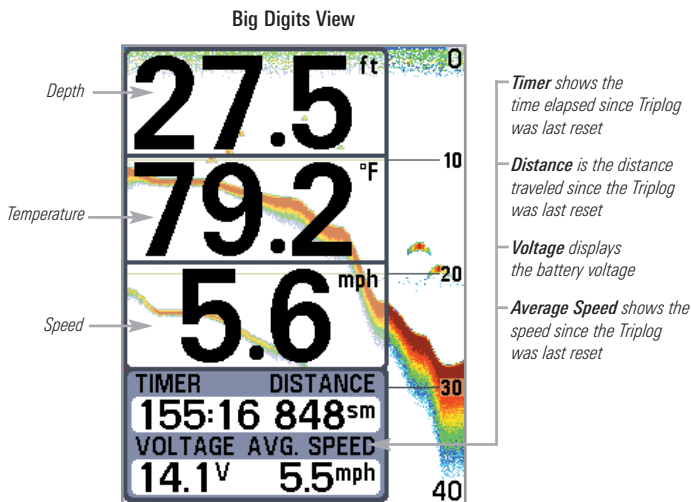 Big Digits View
Depth
27.5 ft
Temperature
79.2 °F
Speed
5.6 mph
TIMER DISTANCE
155:16 848sm
VOLTAGE AVG. SPEED
14.1V 5.5mph
0
10
20
30
40
Timer shows the
time elapsed since Triplog
was last reset
Distance is the distance
traveled since the Triplog
was last reset
Voltage displays
the battery voltage
Average Speed shows the
speed since the Triplog
was last reset